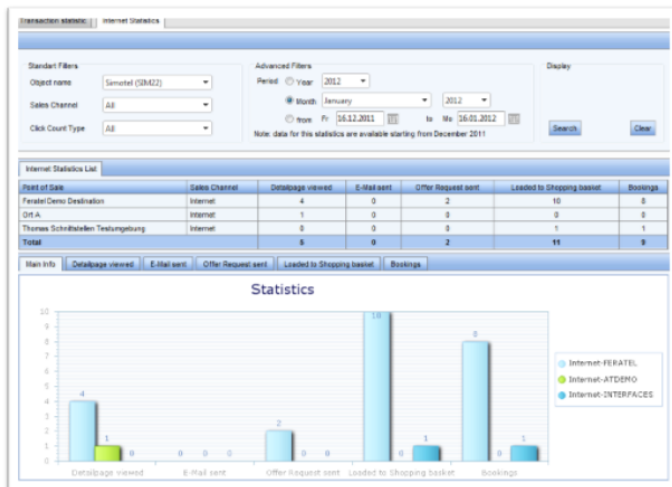 Transaction statistic Internet Statistics
Standart Filters Advanced Filters Display
Object name Simotel (SIM22) Period Year 2012
Sales Channel All Month January 2012
from Fr 16.12.2011 to Mo 16.01.2012
Click Count Type All Search Clear
Note: data for this statistics are available starting from December 2011
Internet Statistics List
Point of Sale Sales Channel Detailpage viewed E-Mail sent Offer Request sent Loaded to Shopping basket Bookings
Feratel Demo Destination Internet 4 0 2 10 8
Ort A Internet 1 0 0 0 0
Thomas Schnittstellen Testumgebung Internet 0 0 0 1 1
Total 5 0 2 11 9
Main Info Detailpage viewed E-Mail sent Offer Request sent Loaded to Shopping basket Bookings
Statistics
10 10
9
8 8
7
6
5
4 4
3
2 2
1 1 1 1
0 0 0 0 0 0 0 0 0
Internet-FERATEL
Internet-ATDEMO
Internet-INTERFACES
Detailpage viewed E-Mail sent Offer Request sent Loaded to Shopping basket Bookings